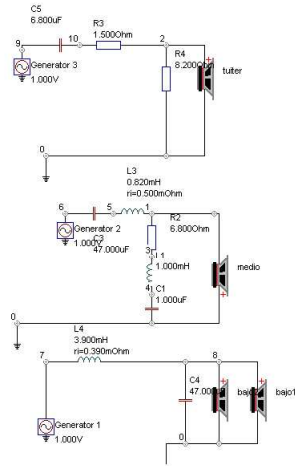 C5
6.800uF
R3
1.500Ohm
9
10
2
R4
8.200Ohm
Generator 3
1.000V
tuiter
0
L3
0.820mH
ri=0.500mOhm
6
5
1
R2
6.800Ohm
Generator 2
1.000V
C3
47.000uF
3
L1
1.000mH
medio
4
C1
1.000uF
0
L4
3.900mH
ri=0.390mOhm
7
8
C4
47.00
bajo
bajo1
Generator 1
1.000V
0